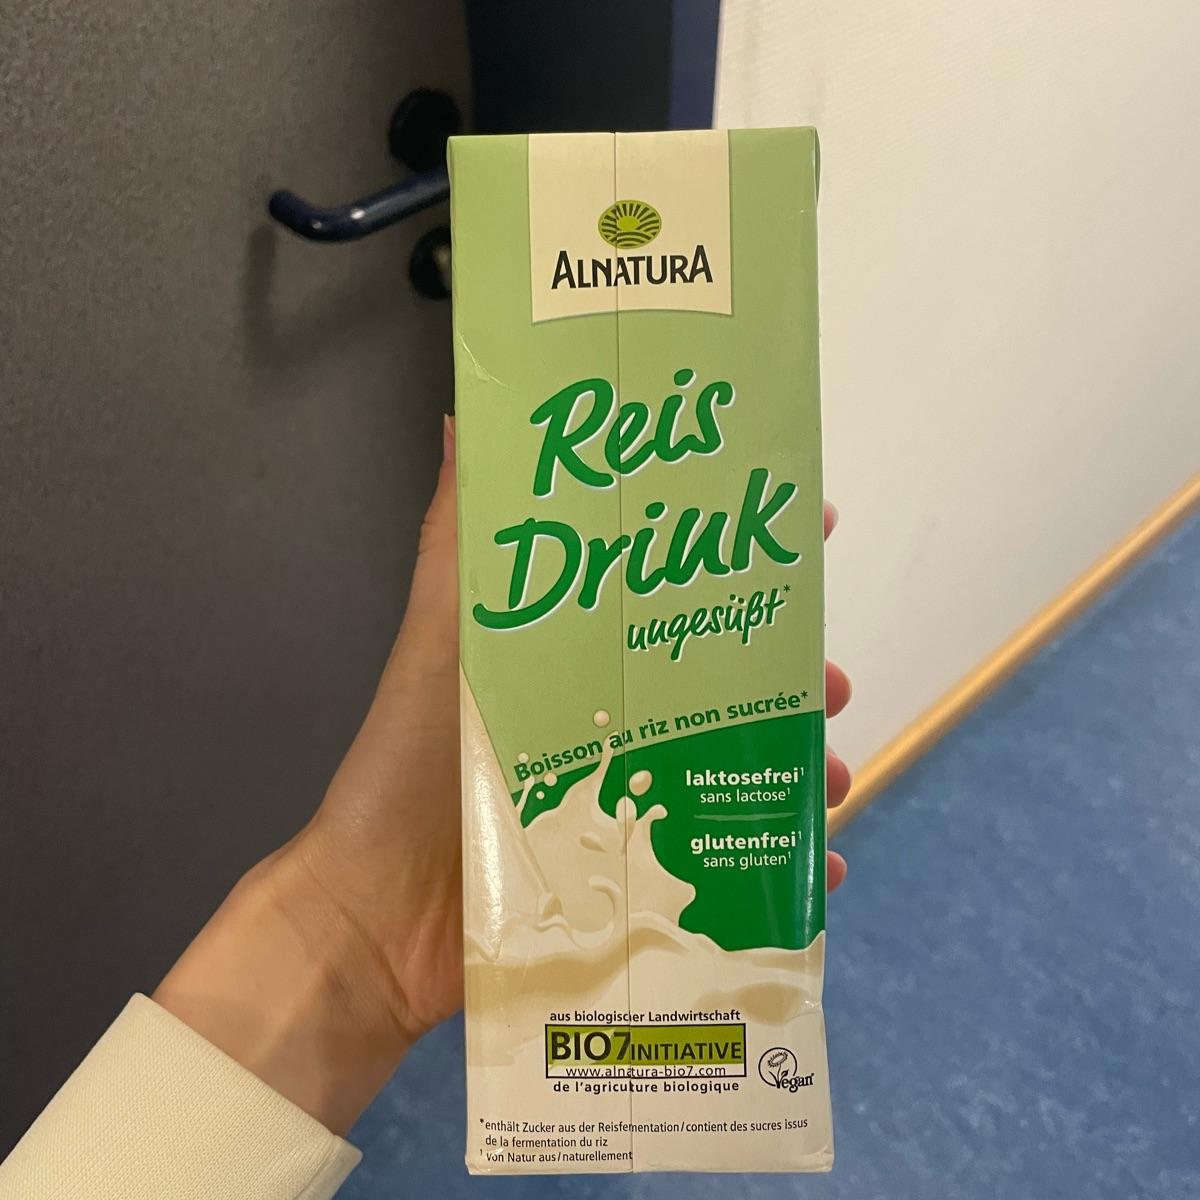 ALNATURA
Reis
Drink
ungesüßt*
Boisson au riz non sucrée*
laktosefrei¹
sans lactose¹
glutenfrei¹
sans gluten¹
aus biologischer Landwirtschaft
BIO7INITIATIVE
www.alnatura-bio7.com
de l'agricuture biologique
Vegan
*enthält Zucker aus der Reisfermentation/contient des sucres issus
de la fermentation du riz
¹ von Natur aus/naturellement